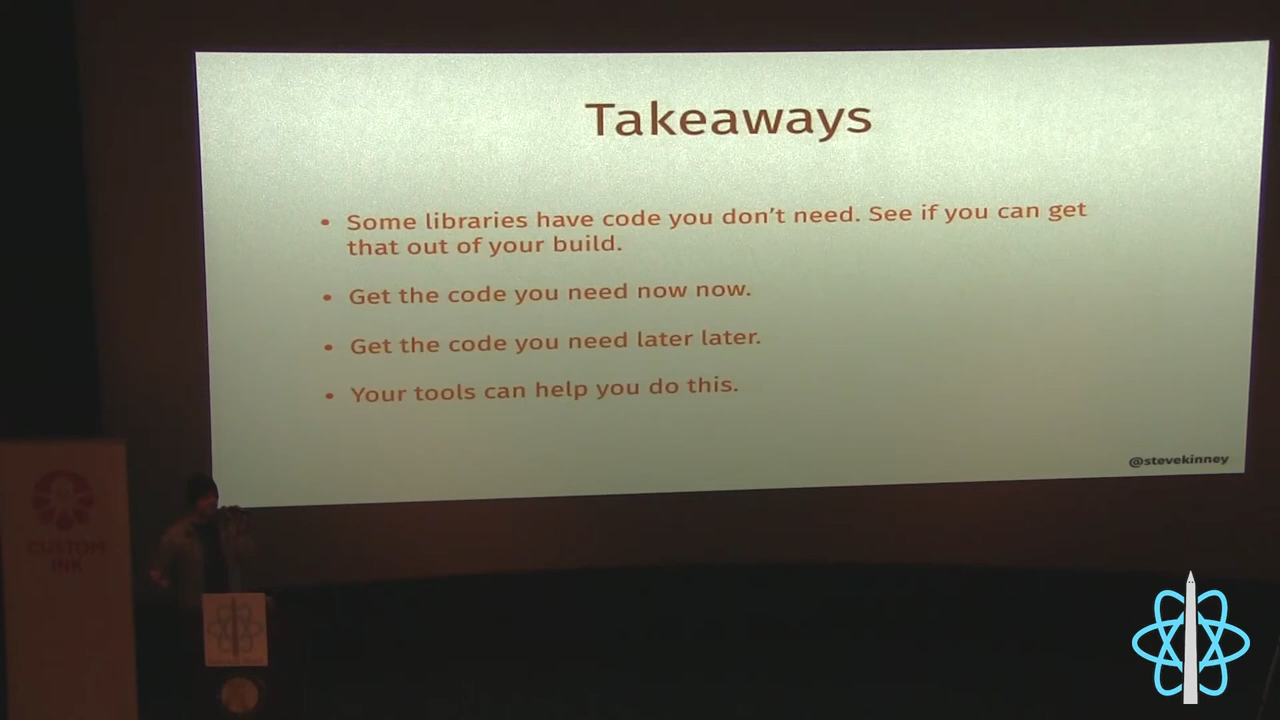 Takeaways
• Some libraries have code you don't need. See if you can get
that out of your build.
• Get the code you need now now.
• Get the code you need later later.
• Your tools can help you do this.
@stevekinney
CUSTOM
INK